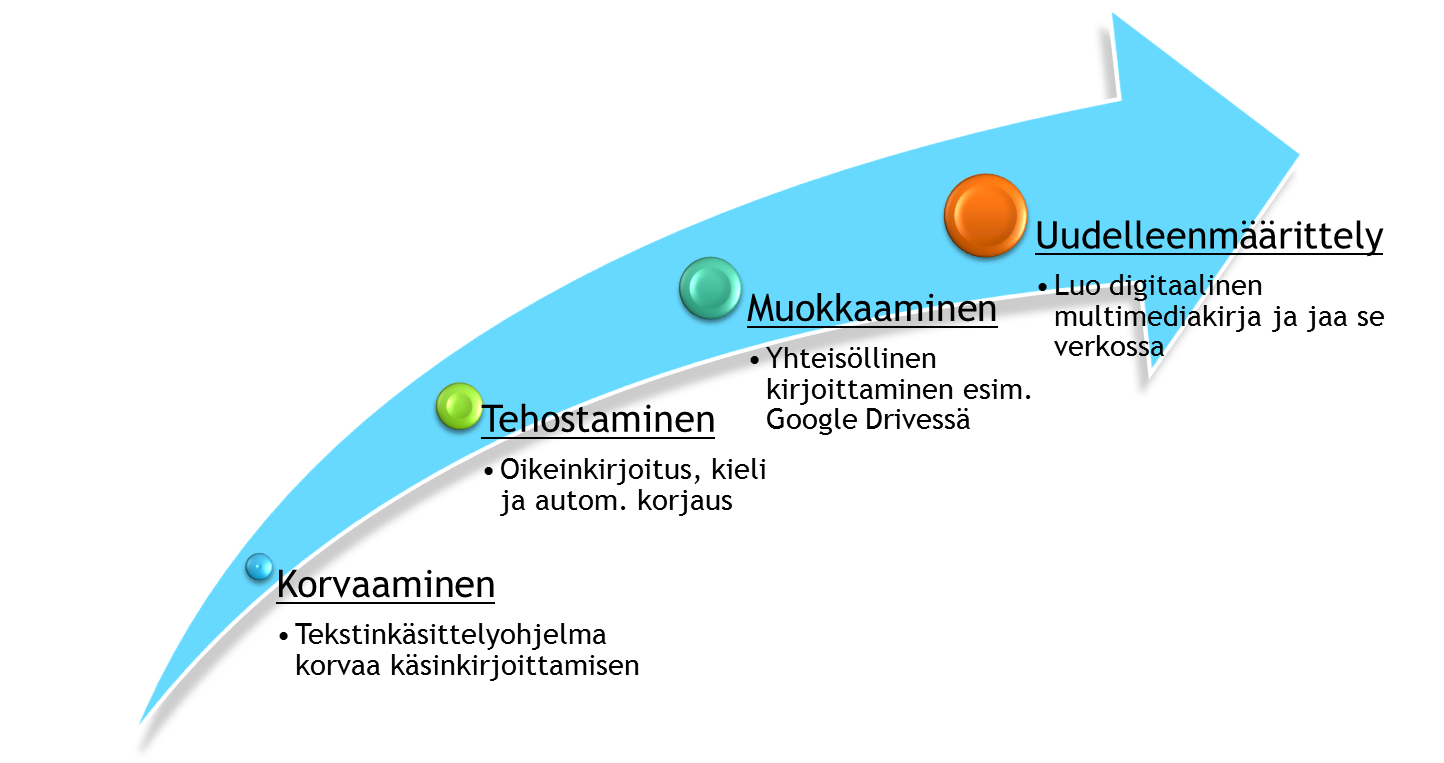 Uudelleenmäärittely
• Luo digitaalinen
multimediakirja ja jaa se
verkossa
Muokkaaminen
• Yhteisöllinen
kirjoittaminen esim.
Google Drivessä
Tehostaminen
• Oikeinkirjoitus, kieli
ja autom. korjaus
Korvaaminen
• Tekstinkäsittelyohjelma
korvaa käsinkirjoittamisen